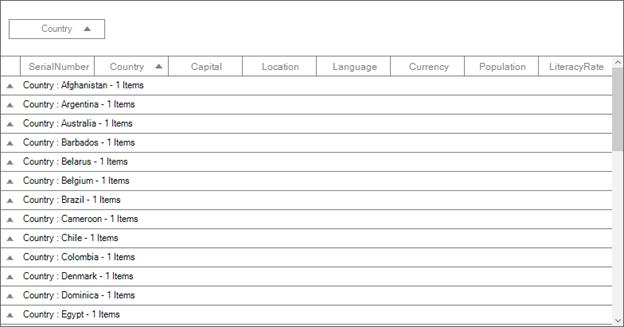 Country
SerialNumber Country Capital Location Language Currency Population LiteracyRate
Country : Afghanistan - 1 Items
Country : Argentina - 1 Items
Country : Australia - 1 Items
Country : Barbados - 1 Items
Country : Belarus - 1 Items
Country : Belgium - 1 Items
Country : Brazil - 1 Items
Country : Cameroon - 1 Items
Country : Chile - 1 Items
Country : Colombia - 1 Items
Country : Denmark - 1 Items
Country : Dominica - 1 Items
Country : Egypt - 1 Items